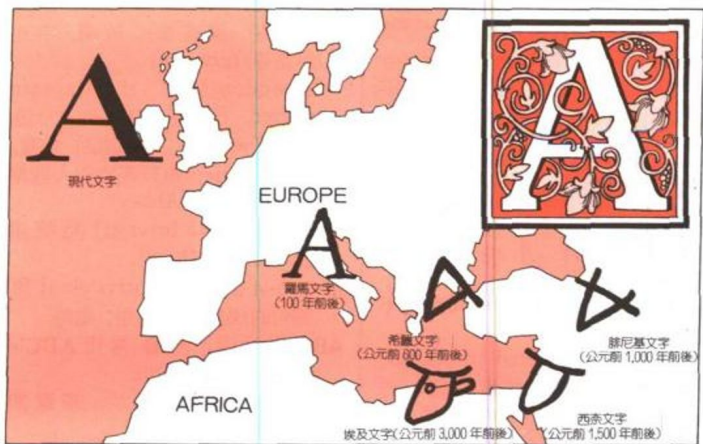 A
A
現代文字
EUROPE
A
羅馬文字
(100年前後)
希臘文字
(公元前600年前後)
腓尼基文字
(公元前1,000年前後)
AFRICA
埃及文字(公元前3,000年前後)
西奈文字
(公元前1,500年前後)